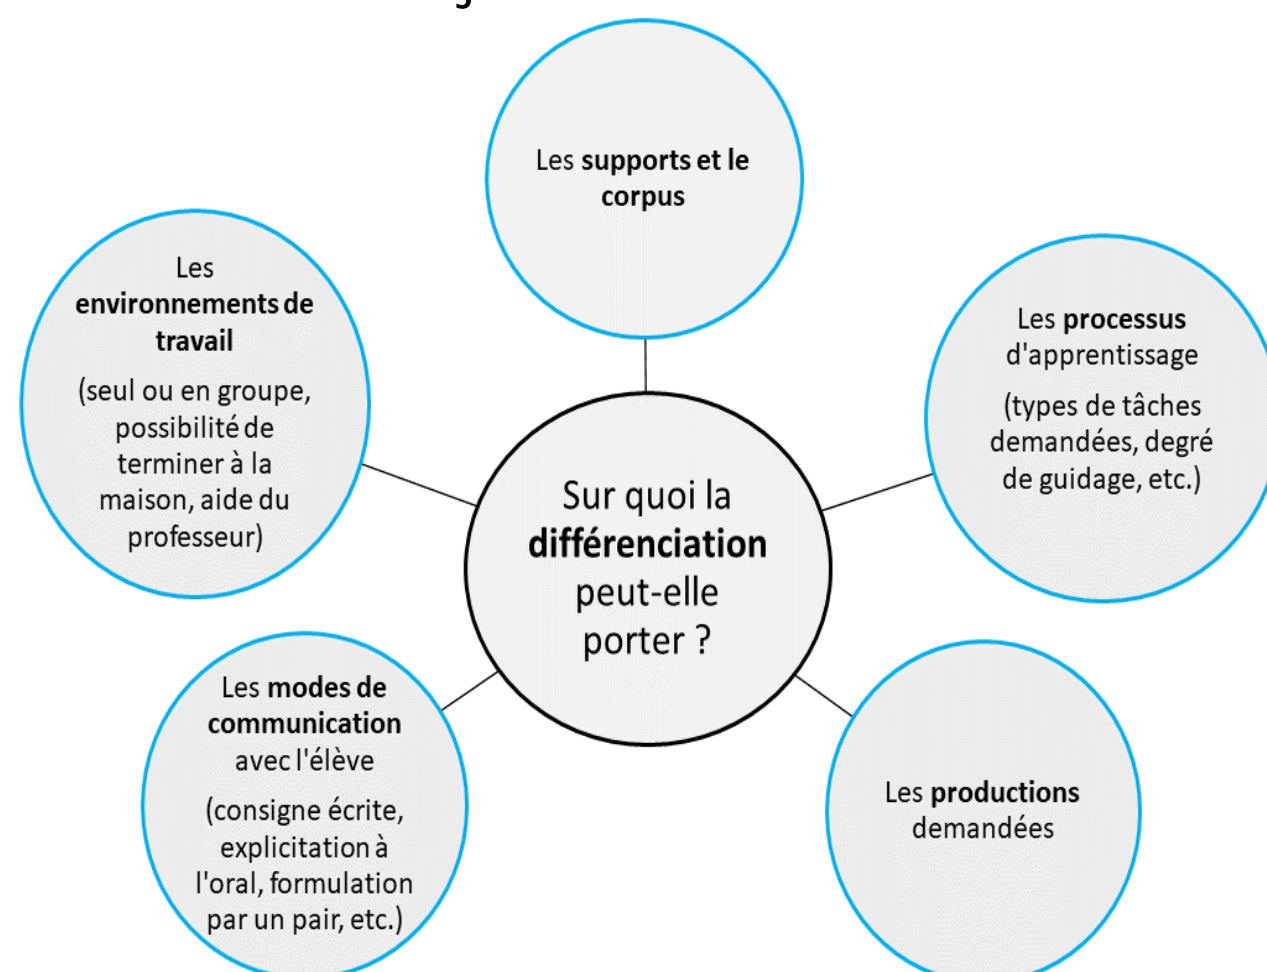 Les supports et le
corpus
Les
environnements de
travail
(seul ou en groupe,
possibilité de
terminer à la
maison, aide du
professeur)
Les processus
d'apprentissage
(types de tâches
demandées, degré
de guidage, etc.)
Sur quoi la
différenciation
peut-elle
porter ?
Les modes de
communication
avec l'élève
(consigne écrite,
explicitation à
l'oral, formulation
par un pair, etc.)
Les productions
demandées